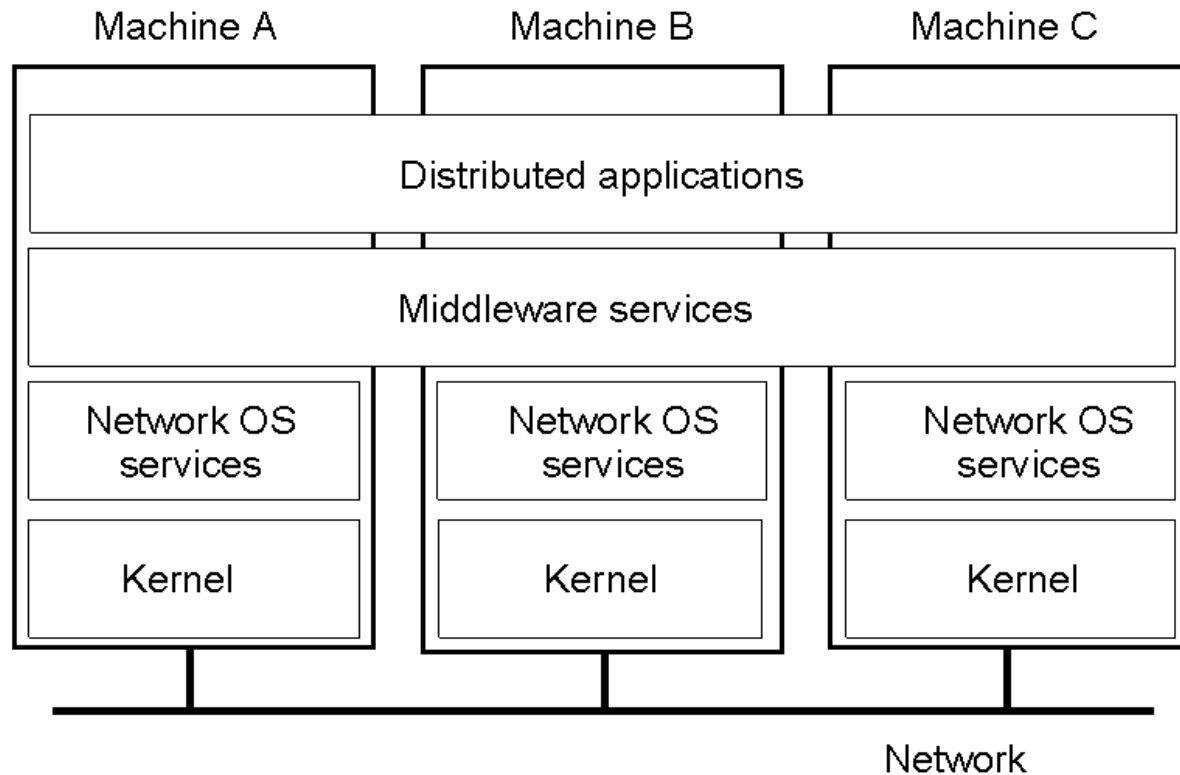 Machine A
Machine B
Machine C
Distributed applications
Middleware services
Network OS
services
Network OS
services
Network OS
services
Kernel
Kernel
Kernel
Network